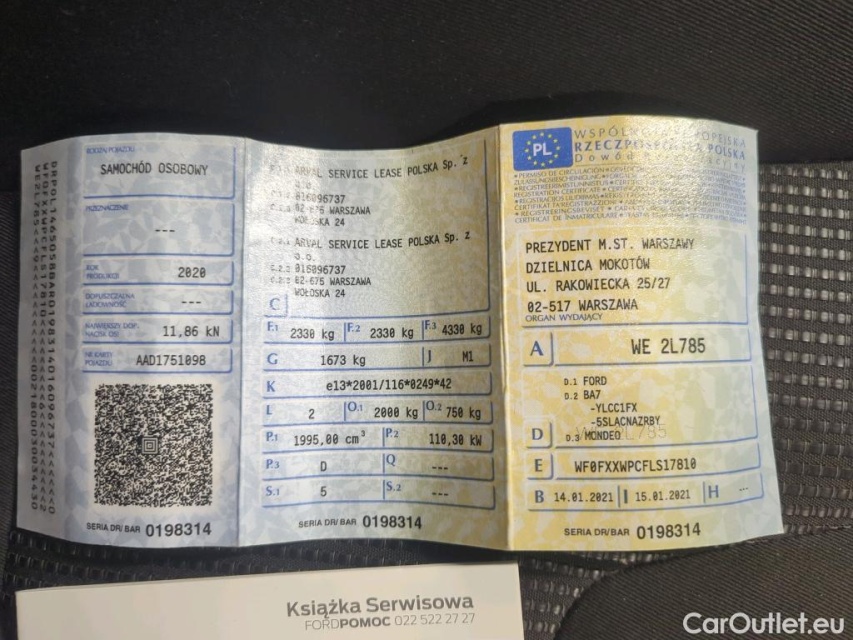 RODZAJ POJAZDU
SAMOCHÓD OSOBOWY
PRZEZNACZENIE
---
ROK PRODUKCJI
2020
DOPUSZCZALNA ŁADOWNOŚĆ
---
NAJWIĘKSZY DOP. NACISK OSI
11,86 kN
NR KARTY POJAZDU
AAD1751098
SERIA DR/BAR 0198314
ARVAL SERVICE LEASE POLSKA Sp. z
o.o.
016096737
02-675 WARSZAWA
WOŁOSKA 24
ARVAL SERVICE LEASE POLSKA Sp. z
o.o.
C.2.2: 016096737
C.2.3: 02-675 WARSZAWA
WOŁOSKA 24
C
F.1 2330 kg F.2 2330 kg F.3 4330 kg
G 1673 kg J M1
K e13*2001/116*0249*42
L 2 O.1 2000 kg O.2 750 kg
P.1 1995,00 cm³ P.2 110,30 kW
P.3 D Q ---
S.1 5 S.2 ---
SERIA DR/BAR 0198314
PL
RZECZPOSPOLITA POLSKA
PREZYDENT M.ST. WARSZAWY
DZIELNICA MOKOTÓW
UL. RAKOWIECKA 25/27
02-517 WARSZAWA
ORGAN WYDAJĄCY
A WE 2L785
D.1 FORD
D.2 BA7
-YLCC1FX
-5SLACNAZRBY
D D.3 MONDEO
E WF0FXXWPCFLS17810
B 14.01.2021 I 15.01.2021 H ---
SERIA DR/BAR 0198314
Książka Serwisowa
FORDPOMOC 022 522 27 27
CarOutlet.eu